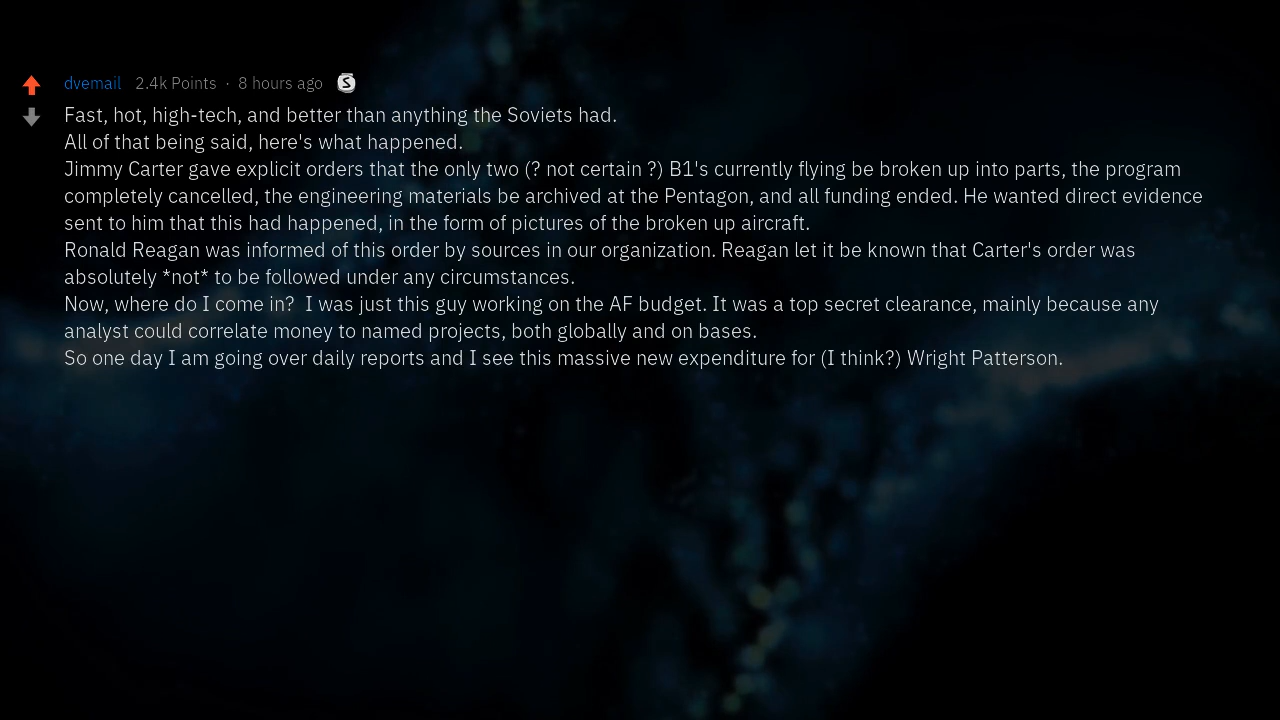 dvemail 2.4k Points · 8 hours ago S
Fast, hot, high-tech, and better than anything the Soviets had.
All of that being said, here's what happened.
Jimmy Carter gave explicit orders that the only two (? not certain ?) B1's currently flying be broken up into parts, the program
completely cancelled, the engineering materials be archived at the Pentagon, and all funding ended. He wanted direct evidence
sent to him that this had happened, in the form of pictures of the broken up aircraft.
Ronald Reagan was informed of this order by sources in our organization. Reagan let it be known that Carter's order was
absolutely *not* to be followed under any circumstances.
Now, where do I come in?  I was just this guy working on the AF budget. It was a top secret clearance, mainly because any
analyst could correlate money to named projects, both globally and on bases.
So one day I am going over daily reports and I see this massive new expenditure for (I think?) Wright Patterson.